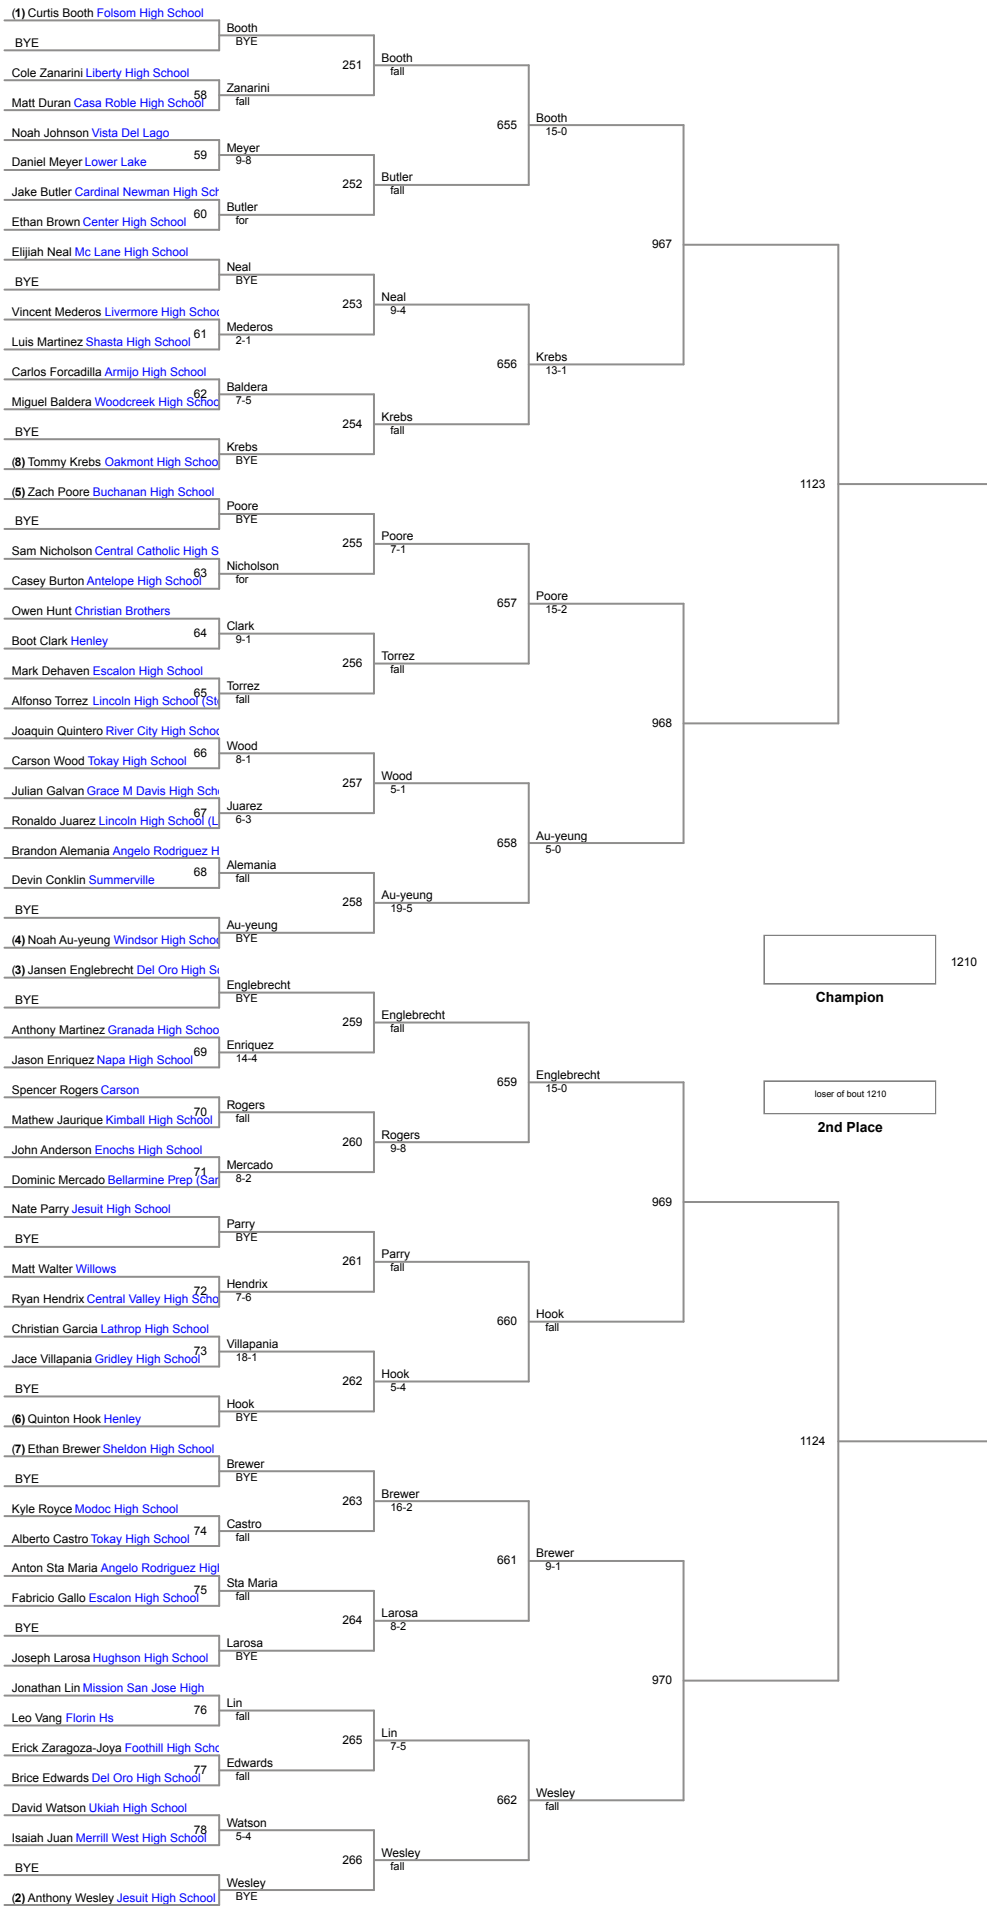 (1) Curtis Booth Folsom High School
BYE
Booth
BYE
251
Booth
fall
Cole Zanarini Liberty High School
Matt Duran Casa Roble High School
58
Zanarini
fall
655
Booth
15-0
Noah Johnson Vista Del Lago
Daniel Meyer Lower Lake
59
Meyer
9-8
252
Butler
fall
Jake Butler Cardinal Newman High Sch
Ethan Brown Center High School
60
Butler
for
967
Elijiah Neal Mc Lane High School
BYE
Neal
BYE
253
Neal
9-4
Vincent Mederos Livermore High Schoo
Luis Martinez Shasta High School
61
Mederos
2-1
656
Krebs
13-1
Carlos Forcadilla Armijo High School
Miguel Baldera Woodcreek High School
62
Baldera
7-5
254
Krebs
fall
BYE
(8) Tommy Krebs Oakmont High School
Krebs
BYE
1123
(5) Zach Poore Buchanan High School
BYE
Poore
BYE
255
Poore
7-1
Sam Nicholson Central Catholic High S
Casey Burton Antelope High School
63
Nicholson
for
657
Poore
15-2
Owen Hunt Christian Brothers
Boot Clark Henley
64
Clark
9-1
256
Torrez
fall
Mark Dehaven Escalon High School
Alfonso Torrez Lincoln High School (Sto
65
Torrez
fall
968
Joaquin Quintero River City High Schoo
Carson Wood Tokay High School
66
Wood
8-1
257
Wood
5-1
Julian Galvan Grace M Davis High Scho
Ronaldo Juarez Lincoln High School (L
67
Juarez
6-3
658
Au-yeung
5-0
Brandon Alemania Angelo Rodriguez H
Devin Conklin Summerville
68
Alemania
fall
258
Au-yeung
19-5
BYE
(4) Noah Au-yeung Windsor High Schoo
Au-yeung
BYE
1210
Champion
(3) Jansen Englebrecht Del Oro High Sc
BYE
Englebrecht
BYE
259
Englebrecht
fall
Anthony Martinez Granada High School
Jason Enriquez Napa High School
69
Enriquez
14-4
659
Englebrecht
15-0
loser of bout 1210
2nd Place
Spencer Rogers Carson
Mathew Jaurique Kimball High School
70
Rogers
fall
260
Rogers
9-8
John Anderson Enochs High School
Dominic Mercado Bellarmine Prep (San
71
Mercado
8-2
969
Nate Parry Jesuit High School
BYE
Parry
BYE
261
Parry
fall
Matt Walter Willows
Ryan Hendrix Central Valley High Scho
72
Hendrix
7-6
660
Hook
fall
Christian Garcia Lathrop High School
Jace Villapania Gridley High School
73
Villapania
18-1
262
Hook
5-4
BYE
(6) Quinton Hook Henley
Hook
BYE
1124
(7) Ethan Brewer Sheldon High School
BYE
Brewer
BYE
263
Brewer
16-2
Kyle Royce Modoc High School
Alberto Castro Tokay High School
74
Castro
fall
661
Brewer
9-1
Anton Sta Maria Angelo Rodriguez High
Fabricio Gallo Escalon High School
75
Sta Maria
fall
264
Larosa
8-2
BYE
Joseph Larosa Hughson High School
Larosa
BYE
970
Jonathan Lin Mission San Jose High
Leo Vang Florin Hs
76
Lin
fall
265
Lin
7-5
Erick Zaragoza-Joya Foothill High Scho
Brice Edwards Del Oro High School
77
Edwards
fall
662
Wesley
fall
David Watson Ukiah High School
Isaiah Juan Merrill West High School
78
Watson
5-4
266
Wesley
fall
BYE
(2) Anthony Wesley Jesuit High School
Wesley
BYE